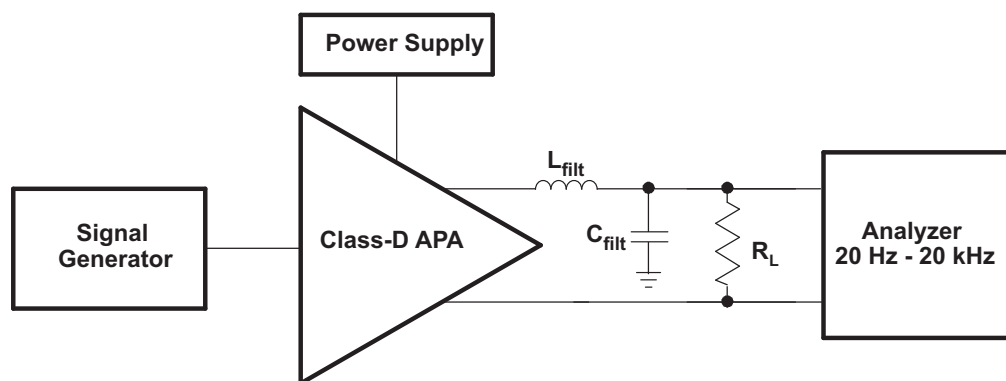 Power Supply
L_filt
Signal
Generator
Class-D APA
C_filt
R_L
Analyzer
20 Hz - 20 kHz